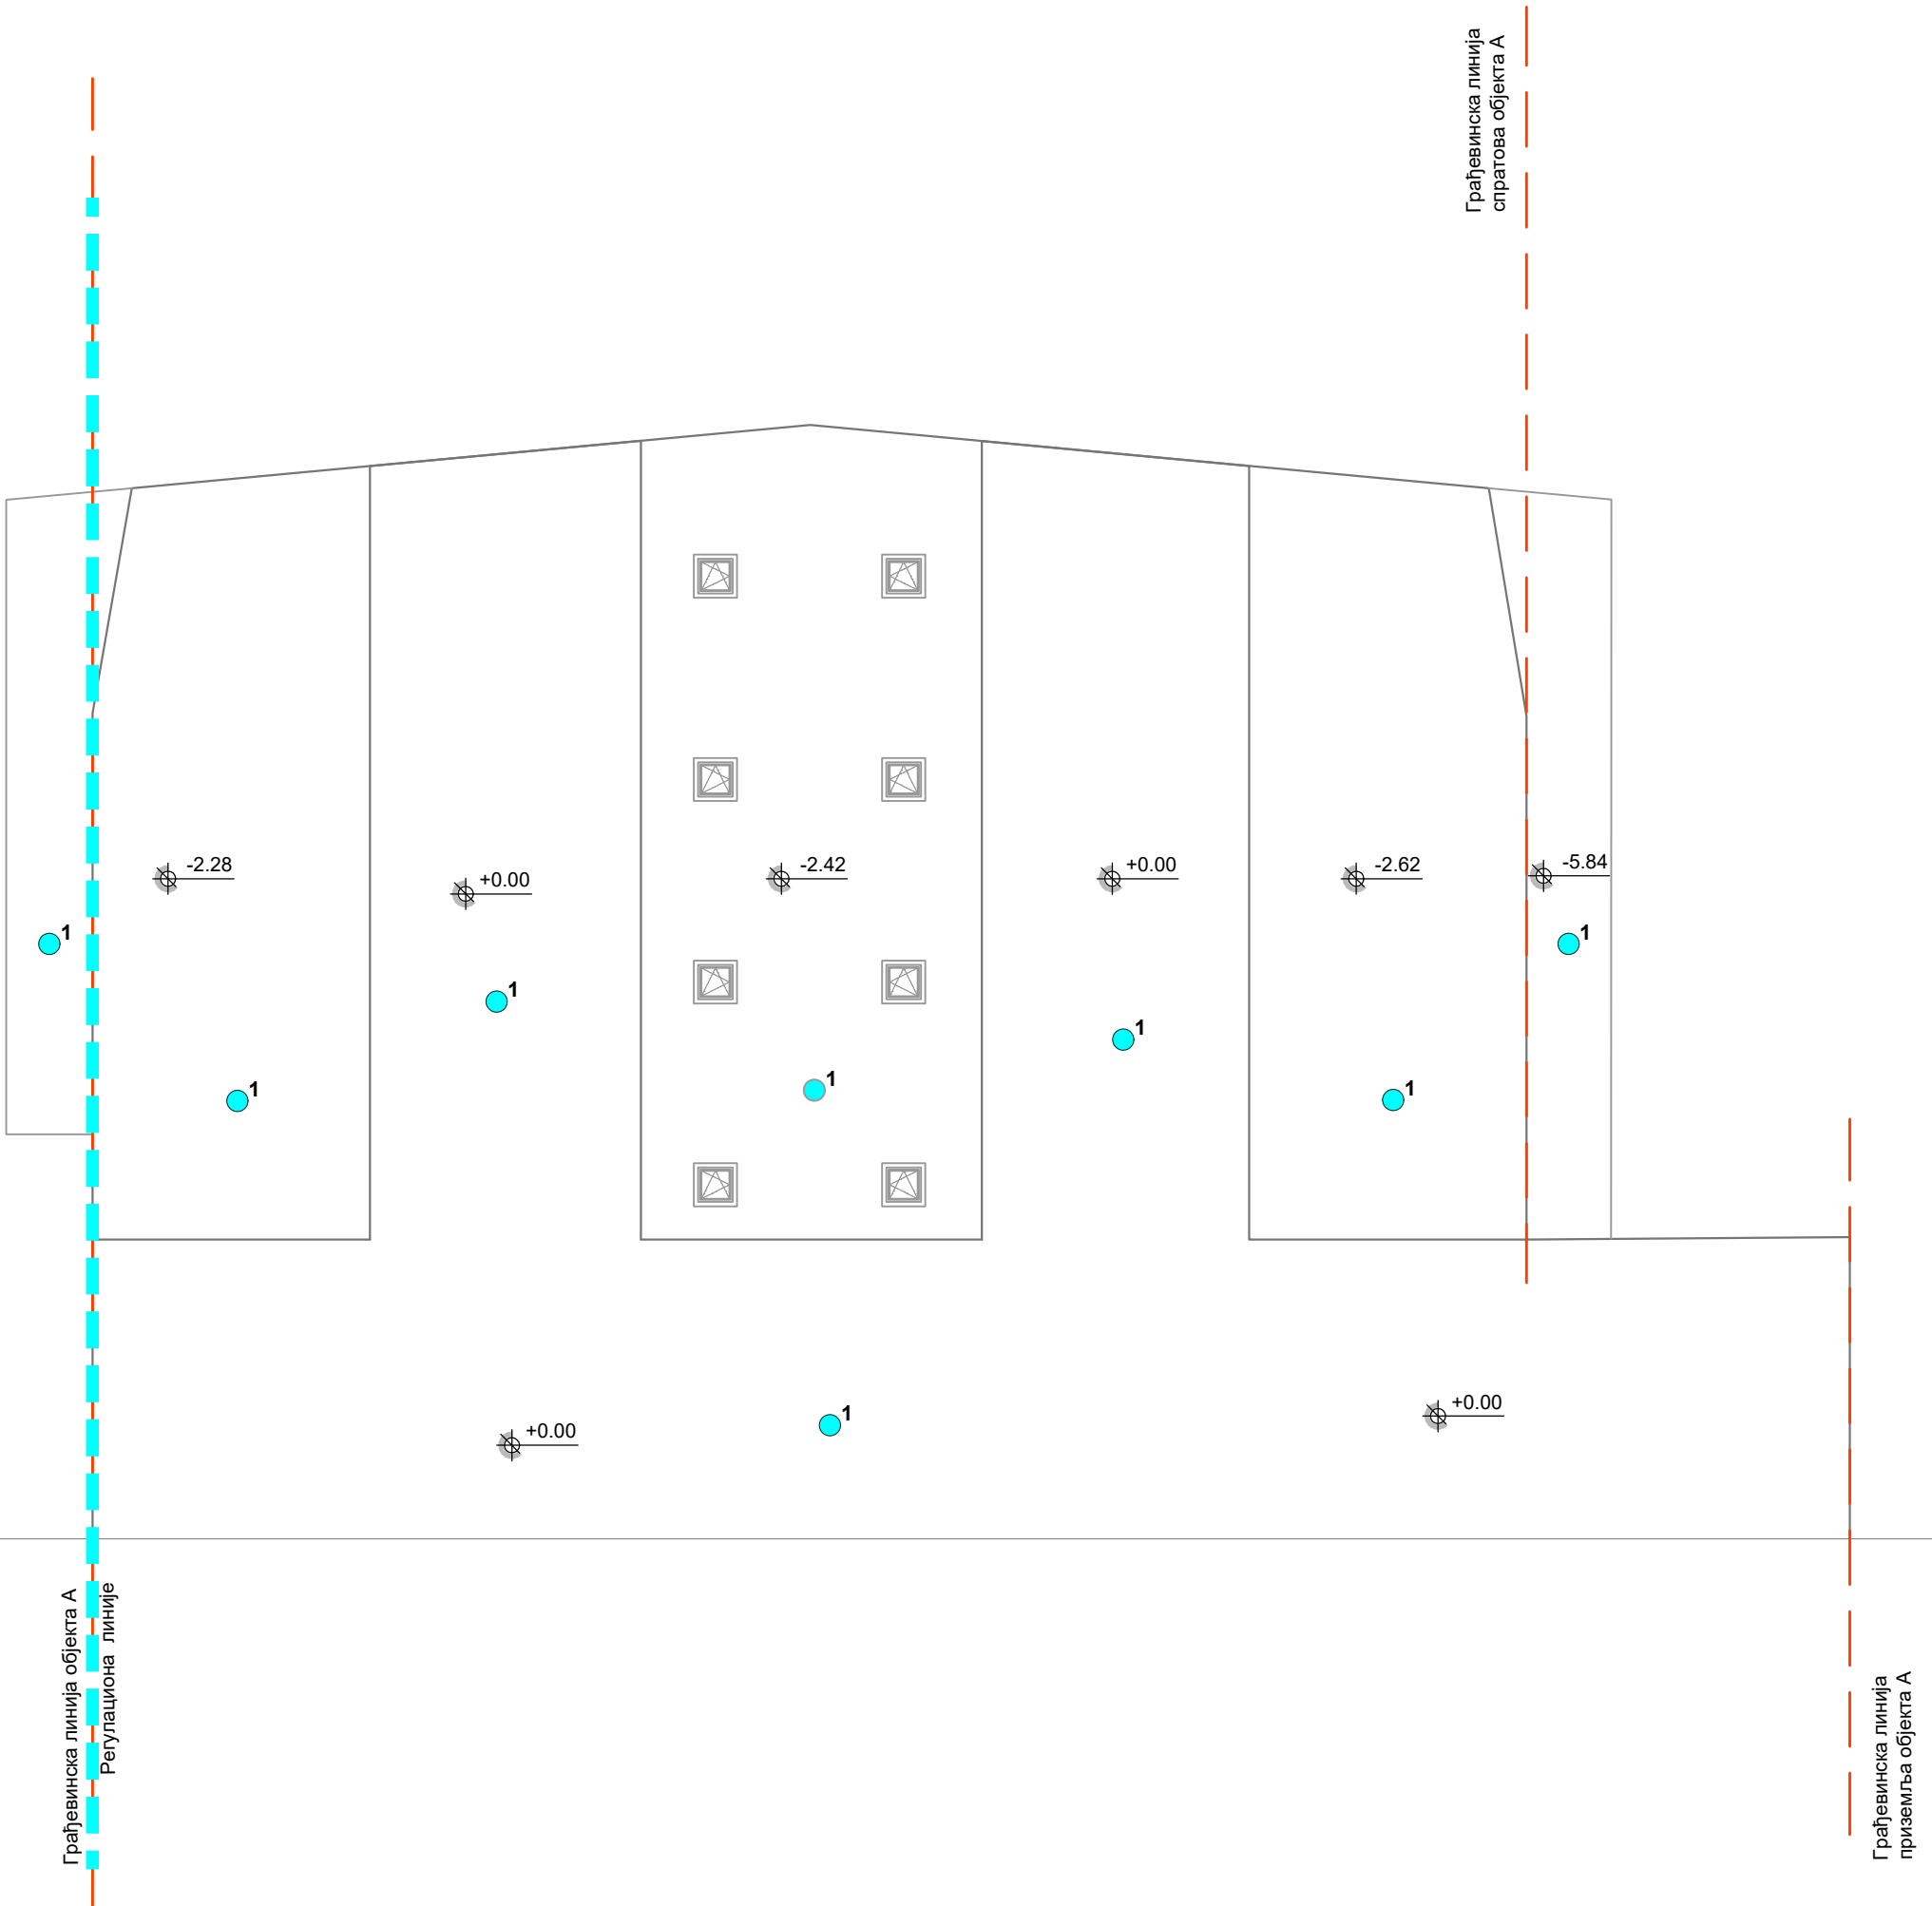 Грађевинска линија
спратова објекта А
-2.28
+0.00
-2.42
+0.00
-2.62
-5.84
1
1
1
1
1
1
1
+0.00
1
+0.00
Грађевинска линија објекта А
Регулациона линије
Грађевинска линија
приземља објекта А